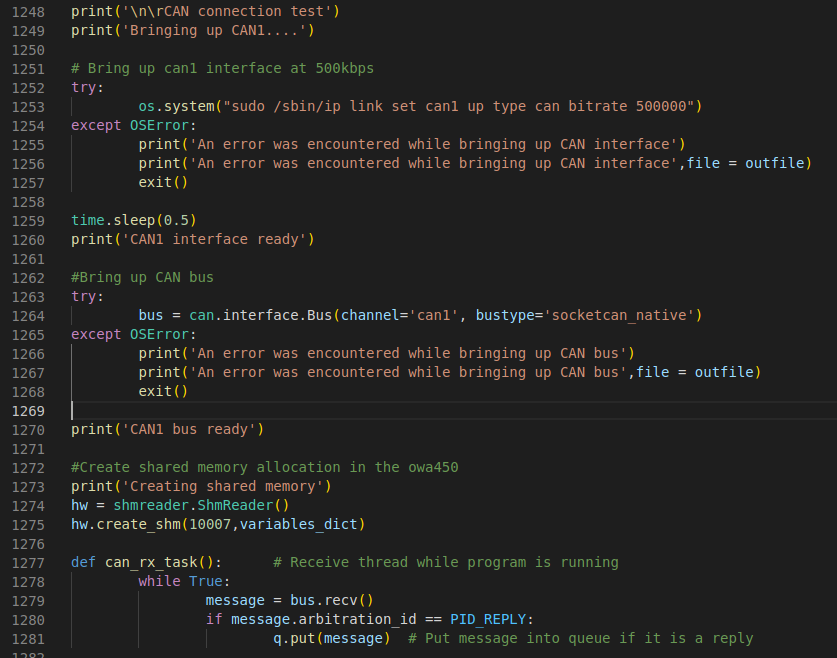 1248 print('\n\rCAN connection test')
1249 print('Bringing up CAN1....')
1250
1251 # Bring up can1 interface at 500kbps
1252 try:
1253 os.system("sudo /sbin/ip link set can1 up type can bitrate 500000")
1254 except OSError:
1255 print('An error was encountered while bringing up CAN interface')
1256 print('An error was encountered while bringing up CAN interface',file = outfile)
1257 exit()
1258
1259 time.sleep(0.5)
1260 print('CAN1 interface ready')
1261
1262 #Bring up CAN bus
1263 try:
1264 bus = can.interface.Bus(channel='can1', bustype='socketcan_native')
1265 except OSError:
1266 print('An error was encountered while bringing up CAN bus')
1267 print('An error was encountered while bringing up CAN bus',file = outfile)
1268 exit()
1269
1270 print('CAN1 bus ready')
1271
1272 #Create shared memory allocation in the owa450
1273 print('Creating shared memory')
1274 hw = shmreader.ShmReader()
1275 hw.create_shm(10007,variables_dict)
1276
1277 def can_rx_task(): # Receive thread while program is running
1278 while True:
1279 message = bus.recv()
1280 if message.arbitration_id == PID_REPLY:
1281 q.put(message) # Put message into queue if it is a reply
1282